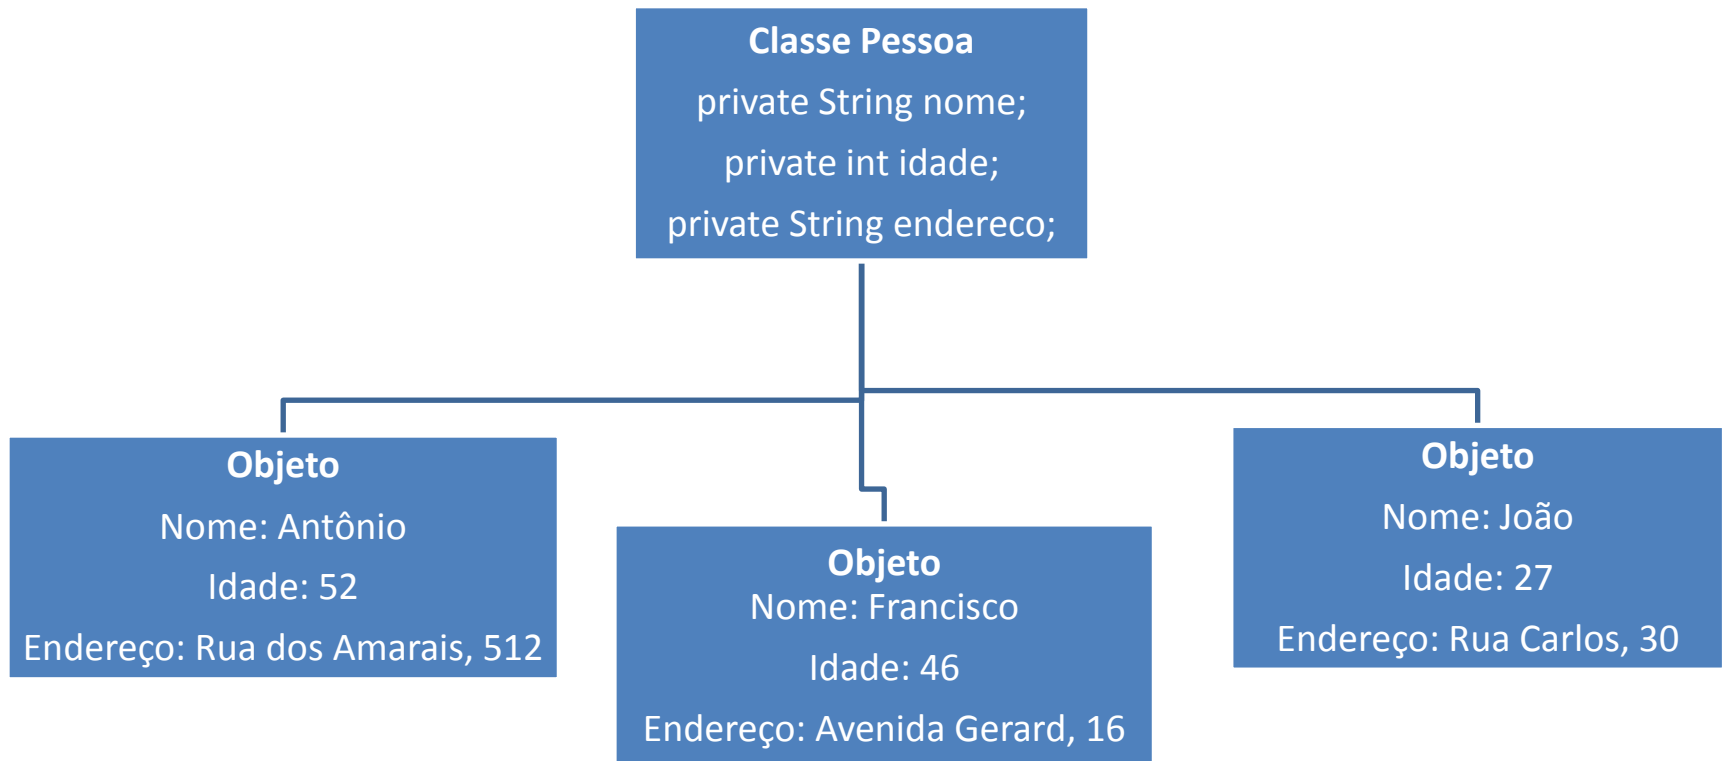 Classe Pessoa
private String nome;
private int idade;
private String endereco;
Objeto
Nome: Antônio
Idade: 52
Endereço: Rua dos Amarais, 512
Objeto
Nome: Francisco
Idade: 46
Endereço: Avenida Gerard, 16
Objeto
Nome: João
Idade: 27
Endereço: Rua Carlos, 30